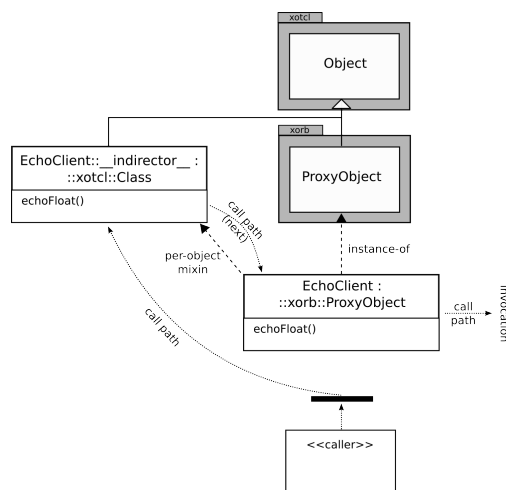 xotcl
Object
xorb
ProxyObject
EchoClient::__indirector__ :
::xotcl::Class
echoFloat()
call path
(next)
per-object
mixin
instance-of
EchoClient :
::xorb::ProxyObject
echoFloat()
call
path
invocation
call path
<<caller>>